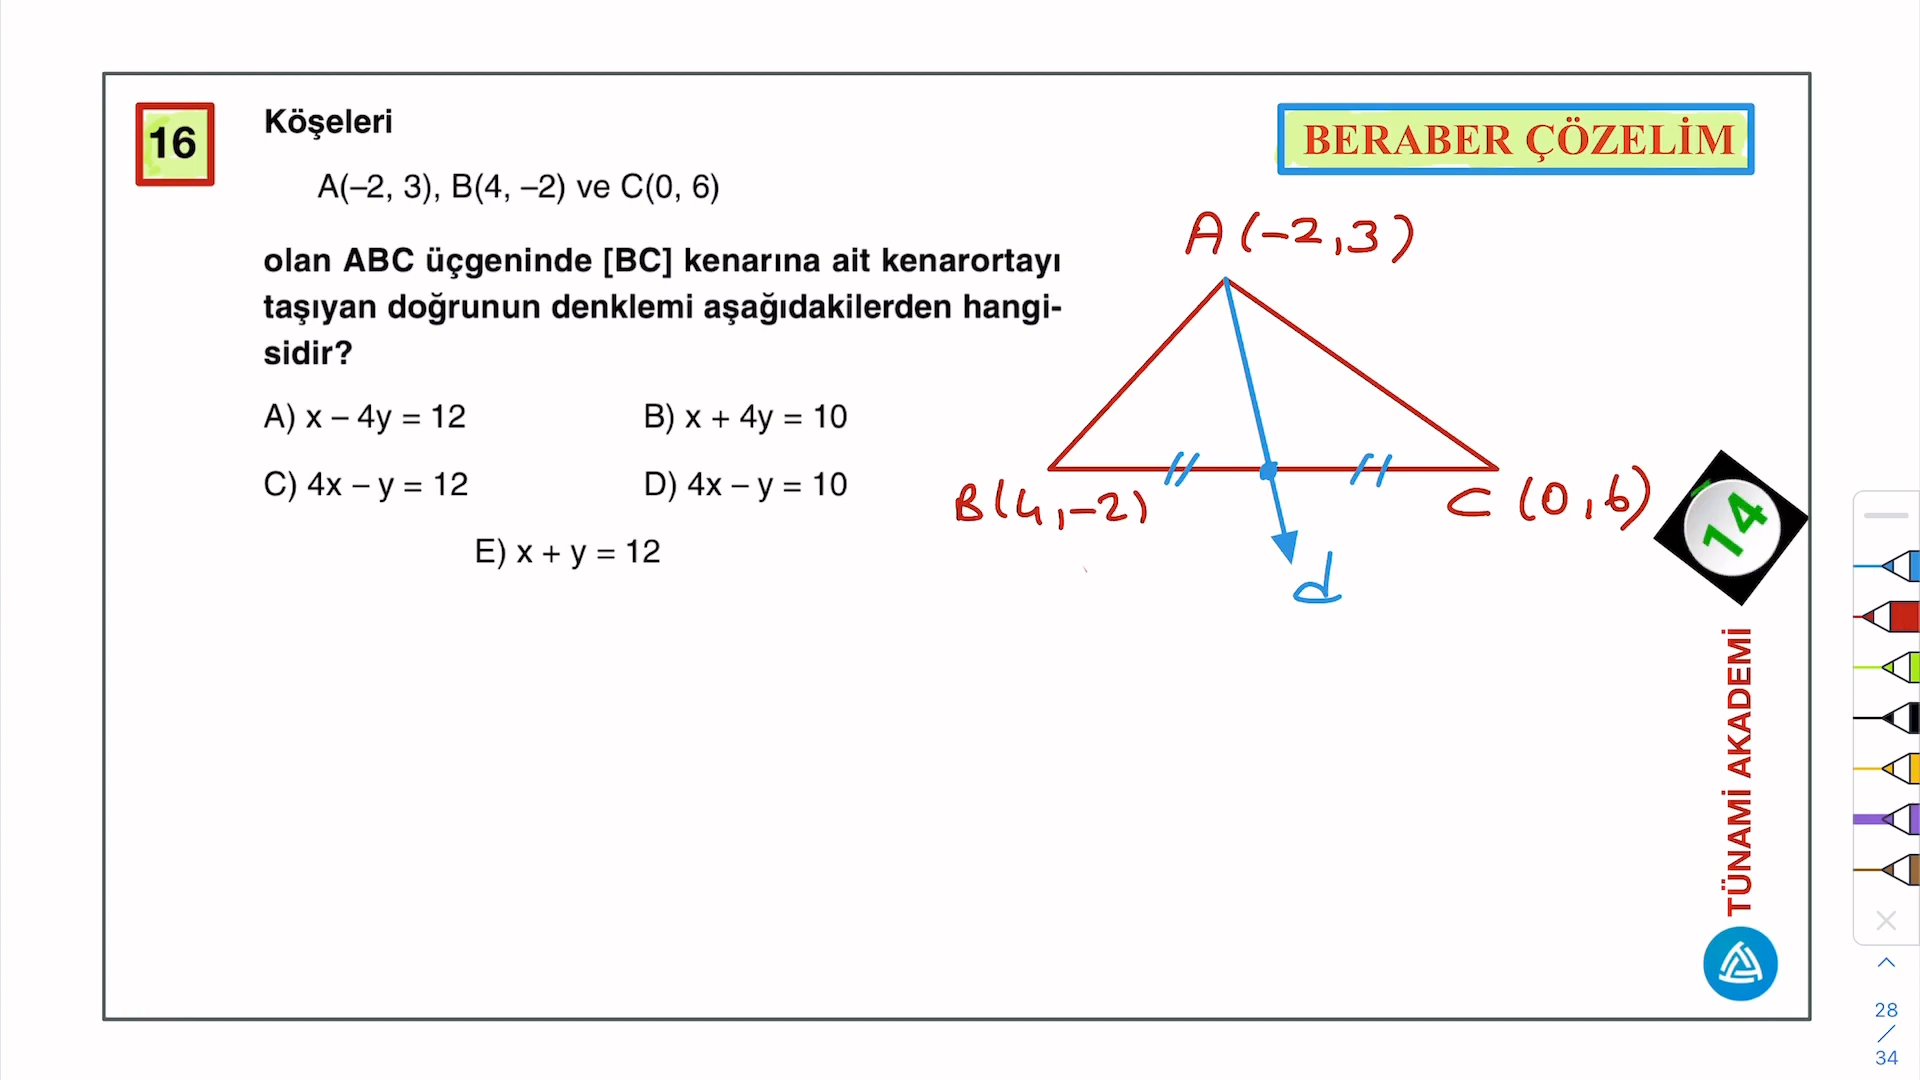 16
Köşeleri
BERABER ÇÖZELİM
A(–2, 3), B(4, –2) ve C(0, 6)
olan ABC üçgeninde [BC] kenarına ait kenarortayı
taşıyan doğrunun denklemi aşağıdakilerden hangi-
sidir?
A) x – 4y = 12
B) x + 4y = 10
C) 4x – y = 12
D) 4x – y = 10
E) x + y = 12
A(-2,3)
B(4,-2)
C(0,6)
d
14
TÜNAMİ AKADEMİ
28
/
34